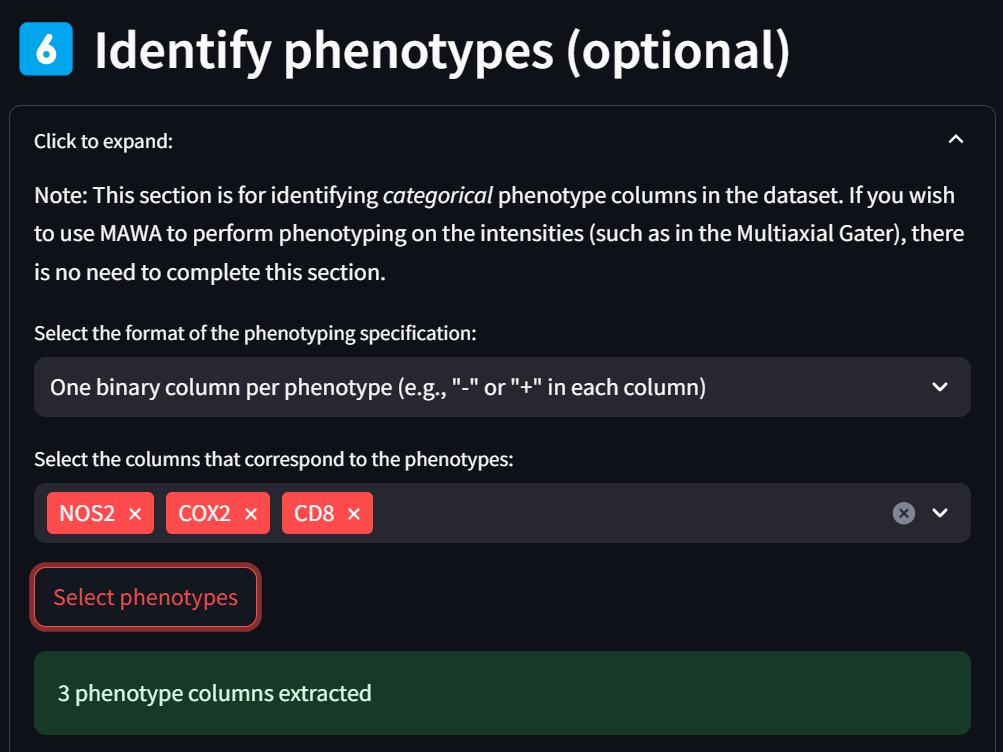 6 Identify phenotypes (optional)
Click to expand:
Note: This section is for identifying categorical phenotype columns in the dataset. If you wish
to use MAWA to perform phenotyping on the intensities (such as in the Multiaxial Gater), there
is no need to complete this section.
Select the format of the phenotyping specification:
One binary column per phenotype (e.g., "-" or "+" in each column)
Select the columns that correspond to the phenotypes:
NOS2 × COX2 × CD8 ×
Select phenotypes
3 phenotype columns extracted